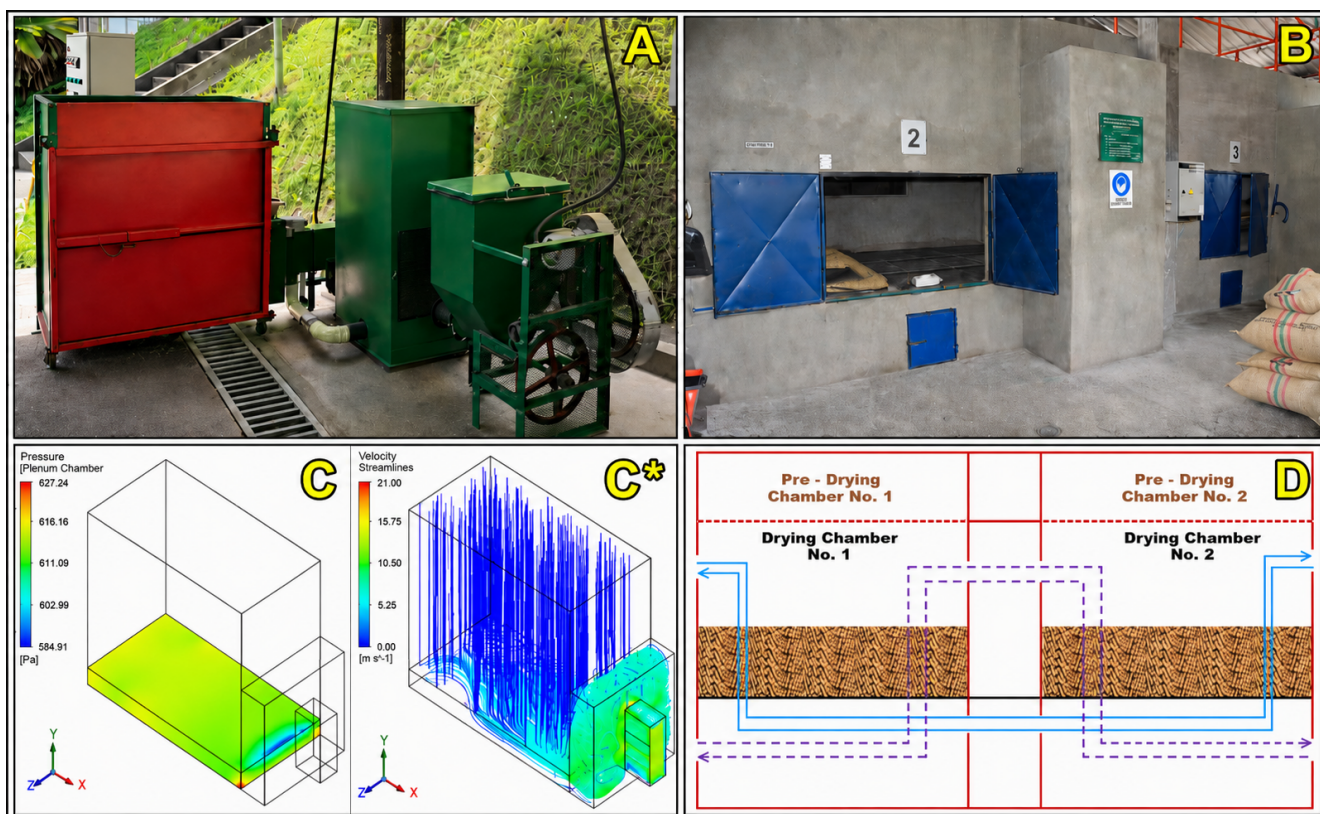 A
B
2
3
Pressure
[Plenum Chamber
627.24
616.16
611.09
602.99
584.91
[Pa]
Y
Z
X
C
Velocity
Streamlines
21.00
15.75
10.50
5.25
0.00
[m s^-1]
Y
Z
X
C*
Pre - Drying
Chamber No. 1
Pre - Drying
Chamber No. 2
D
Drying Chamber
No. 1
Drying Chamber
No. 2